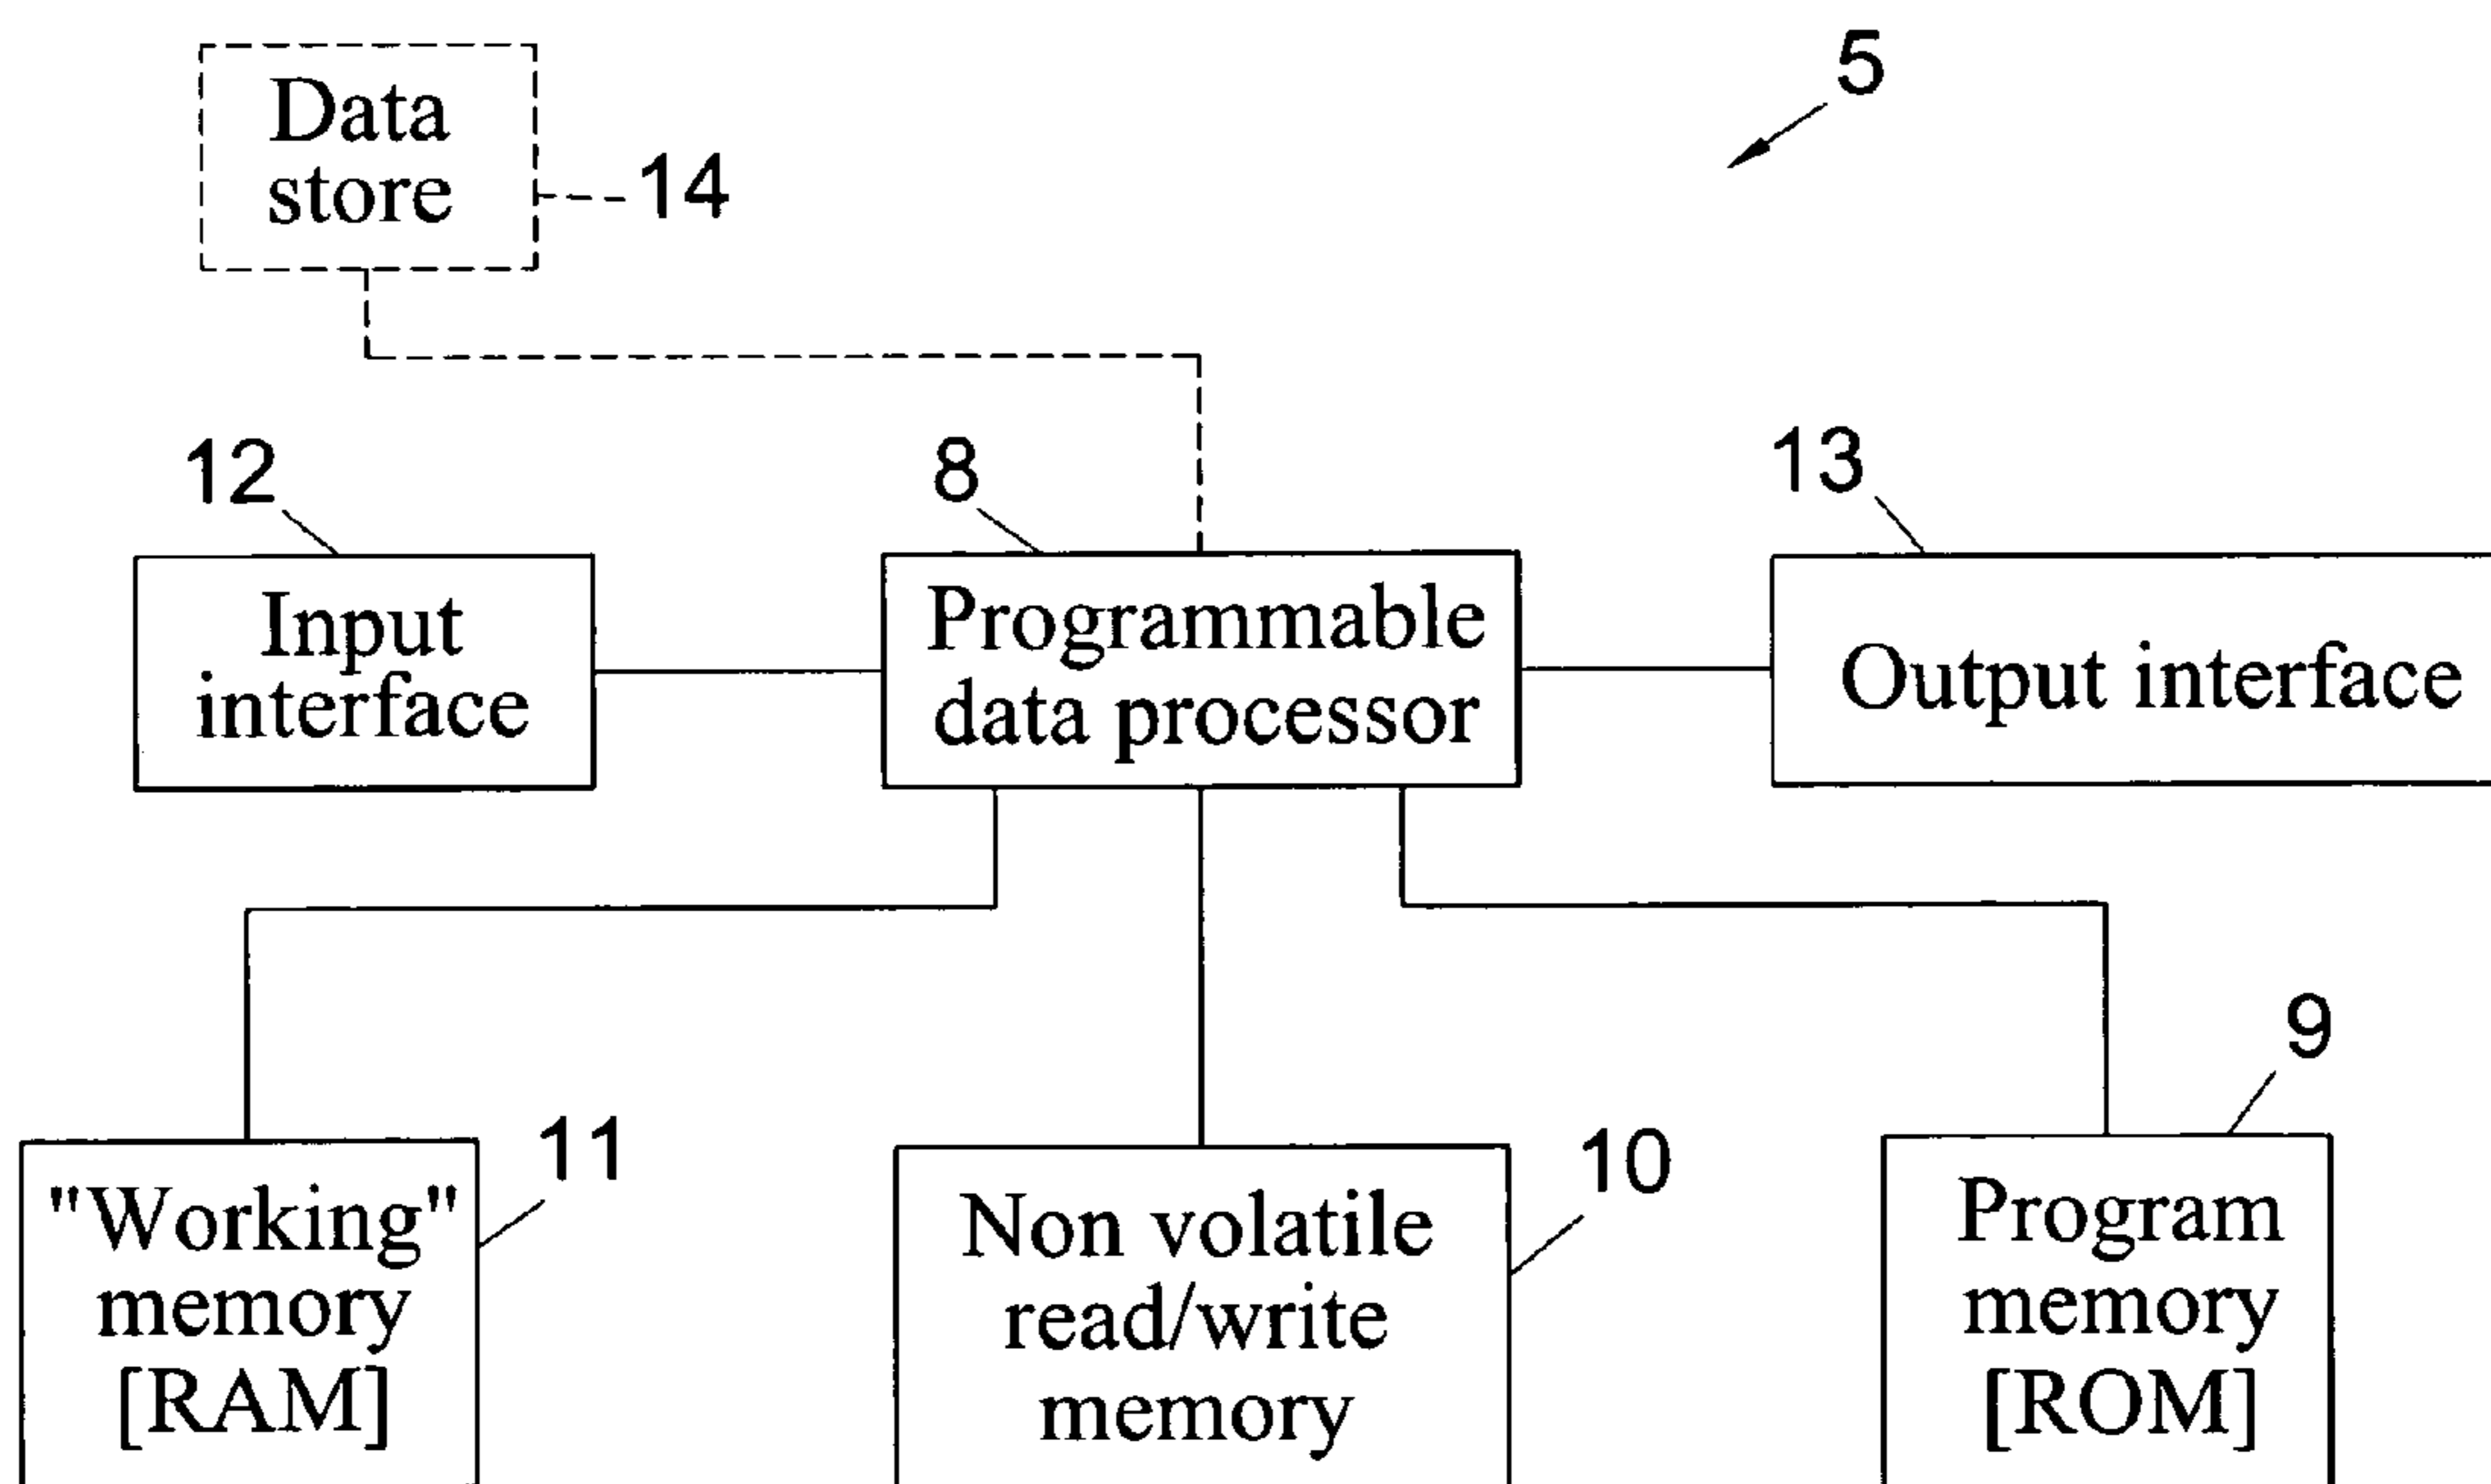 5
Data
store
14
12
8
13
Input
interface
Programmable
data processor
Output interface
9
11
10
"Working"
memory
[RAM]
Non volatile
read/write
memory
Program
memory
[ROM]